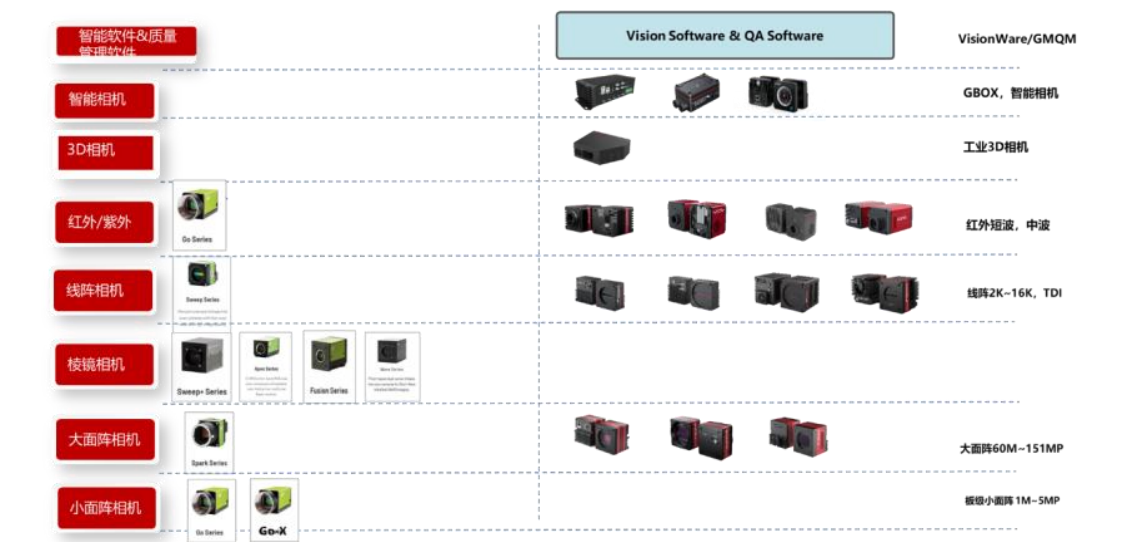 智能软件&质量
管理软件
Vision Software & QA Software
VisionWare/GMQM
智能相机
GBOX，智能相机
3D相机
工业3D相机
红外/紫外
Go Series
红外短波，中波
线阵相机
Sweep Series
线阵2K~16K，TDI
棱镜相机
Sweep+ Series
Apex Series
Fusion Series
Wave Series
大面阵相机
Spark Series
大面阵60M~151MP
小面阵相机
Go Series
Go-X
板级小面阵 1M~5MP